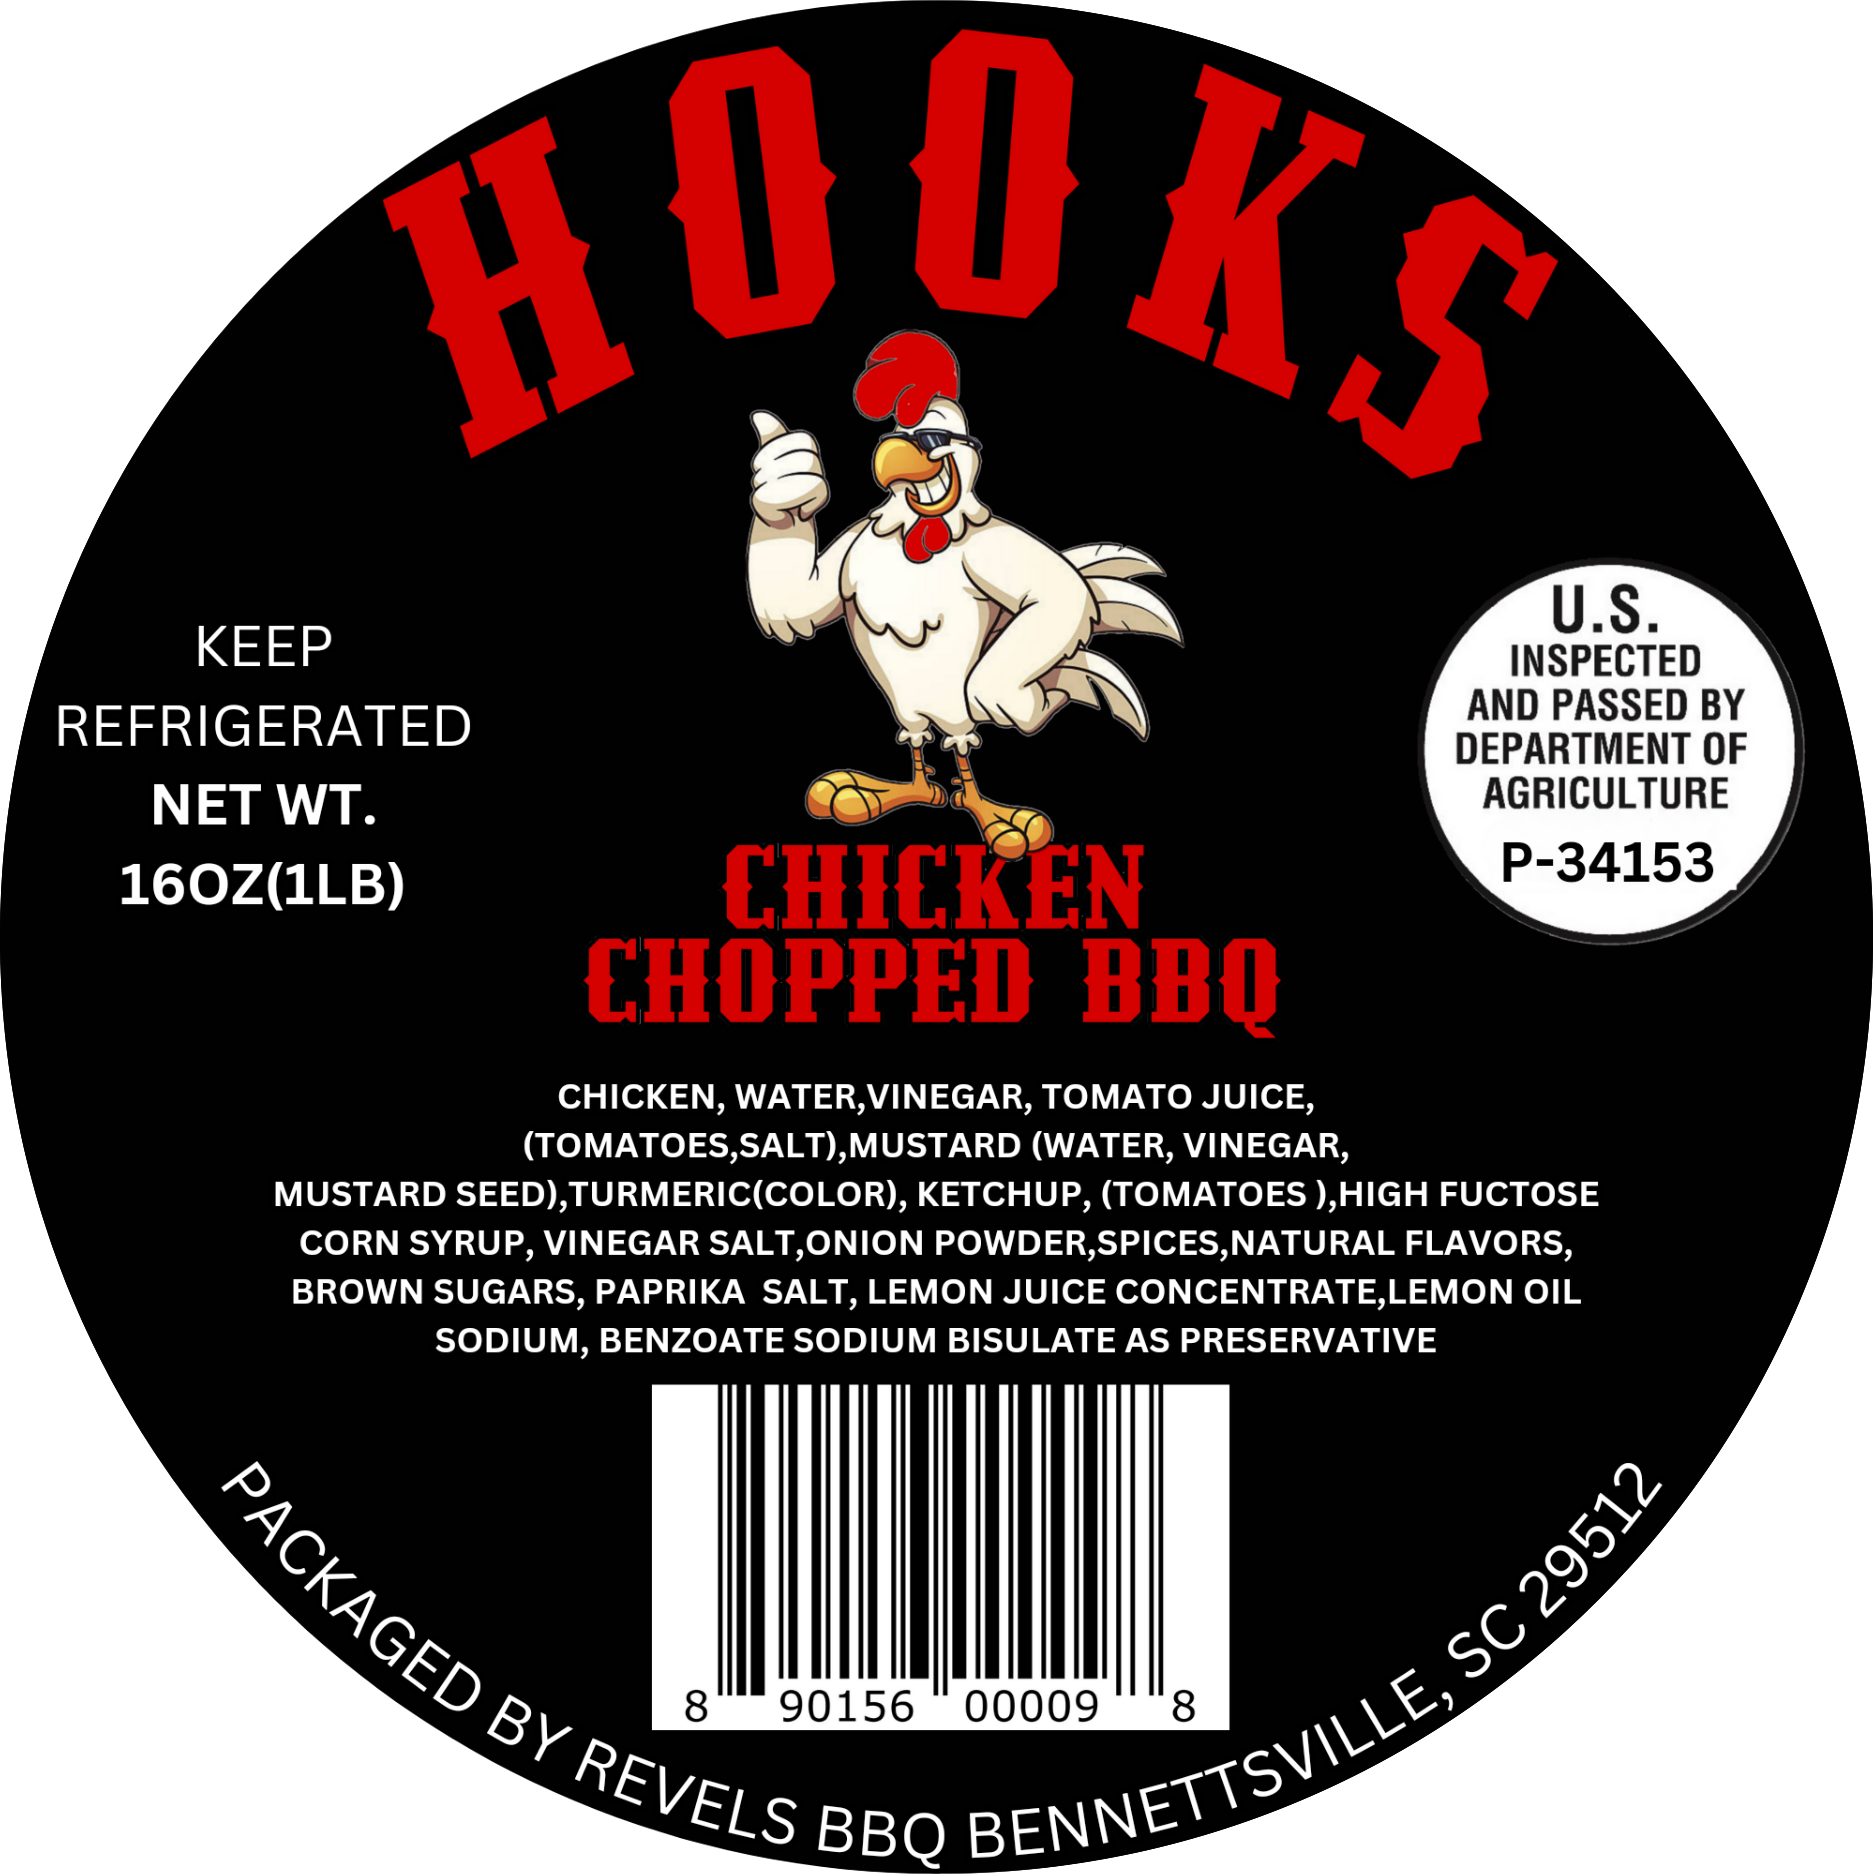 HOOKS
KEEP
REFRIGERATED
NET WT.
16OZ(1LB)
U.S.
INSPECTED
AND PASSED BY
DEPARTMENT OF
AGRICULTURE
P-34153
CHICKEN
CHOPPED BBQ
CHICKEN, WATER,VINEGAR, TOMATO JUICE,
(TOMATOES,SALT),MUSTARD (WATER, VINEGAR,
MUSTARD SEED),TURMERIC(COLOR), KETCHUP, (TOMATOES ),HIGH FUCTOSE
CORN SYRUP, VINEGAR SALT,ONION POWDER,SPICES,NATURAL FLAVORS,
BROWN SUGARS, PAPRIKA  SALT, LEMON JUICE CONCENTRATE,LEMON OIL
SODIUM, BENZOATE SODIUM BISULATE AS PRESERVATIVE
8 90156 00009 8
PACKAGED BY REVELS BBQ BENNETTSVILLE, SC 29512